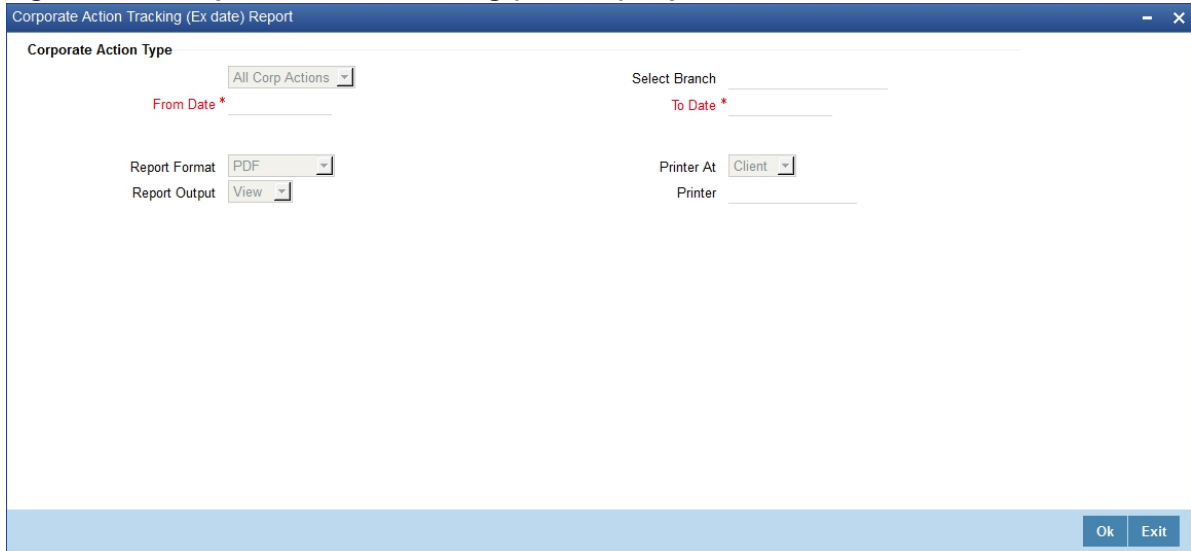 Corporate Action Tracking (Ex date) Report
Corporate Action Type
All Corp Actions Select Branch
From Date * To Date *
Report Format PDF Printer At Client
Report Output View Printer
Ok Exit